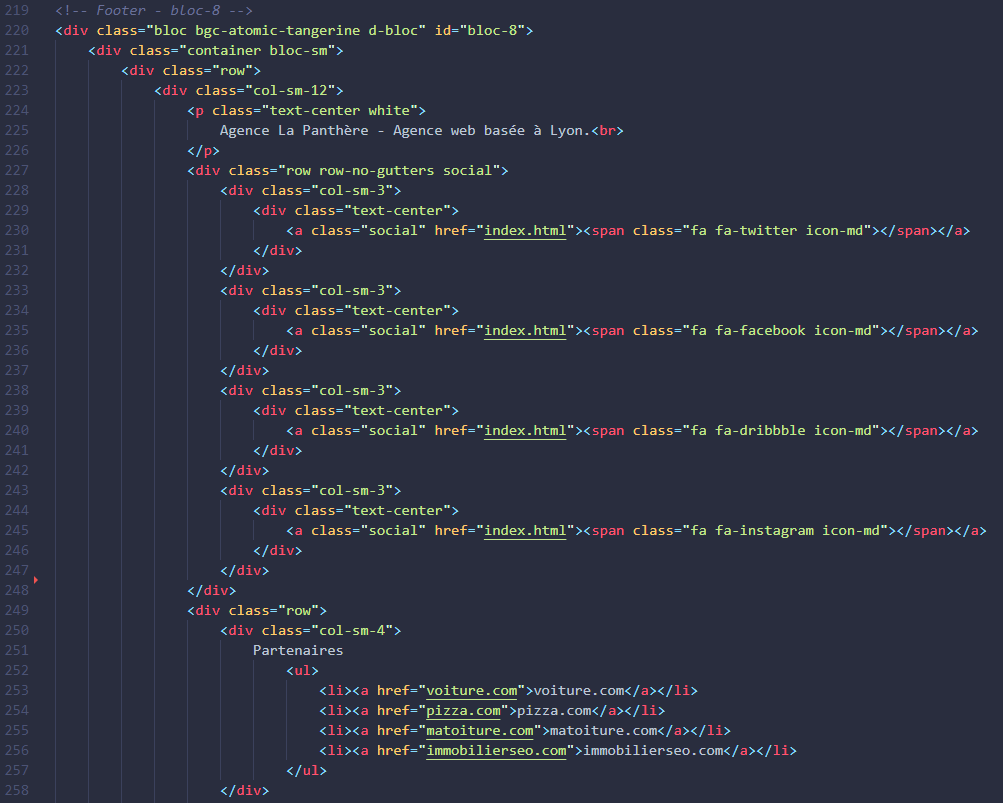 219 <!-- Footer - bloc-8 -->
220 <div class="bloc bgc-atomic-tangerine d-bloc" id="bloc-8">
221     <div class="container bloc-sm">
222         <div class="row">
223             <div class="col-sm-12">
224                 <p class="text-center white">
225                     Agence La Panthère - Agence web basée à Lyon.<br>
226                 </p>
227                 <div class="row row-no-gutters social">
228                     <div class="col-sm-3">
229                         <div class="text-center">
230                             <a class="social" href="index.html"><span class="fa fa-twitter icon-md"></span></a>
231                         </div>
232                     </div>
233                     <div class="col-sm-3">
234                         <div class="text-center">
235                             <a class="social" href="index.html"><span class="fa fa-facebook icon-md"></span></a>
236                         </div>
237                     </div>
238                     <div class="col-sm-3">
239                         <div class="text-center">
240                             <a class="social" href="index.html"><span class="fa fa-dribbble icon-md"></span></a>
241                         </div>
242                     </div>
243                     <div class="col-sm-3">
244                         <div class="text-center">
245                             <a class="social" href="index.html"><span class="fa fa-instagram icon-md"></span></a>
246                         </div>
247                     </div>
248                 </div>
249                 <div class="row">
250                     <div class="col-sm-4">
251                         Partenaires
252                             <ul>
253                                 <li><a href="voiture.com">voiture.com</a></li>
254                                 <li><a href="pizza.com">pizza.com</a></li>
255                                 <li><a href="matoiture.com">matoiture.com</a></li>
256                                 <li><a href="immobilierseo.com">immobilierseo.com</a></li>
257                             </ul>
258                     </div>